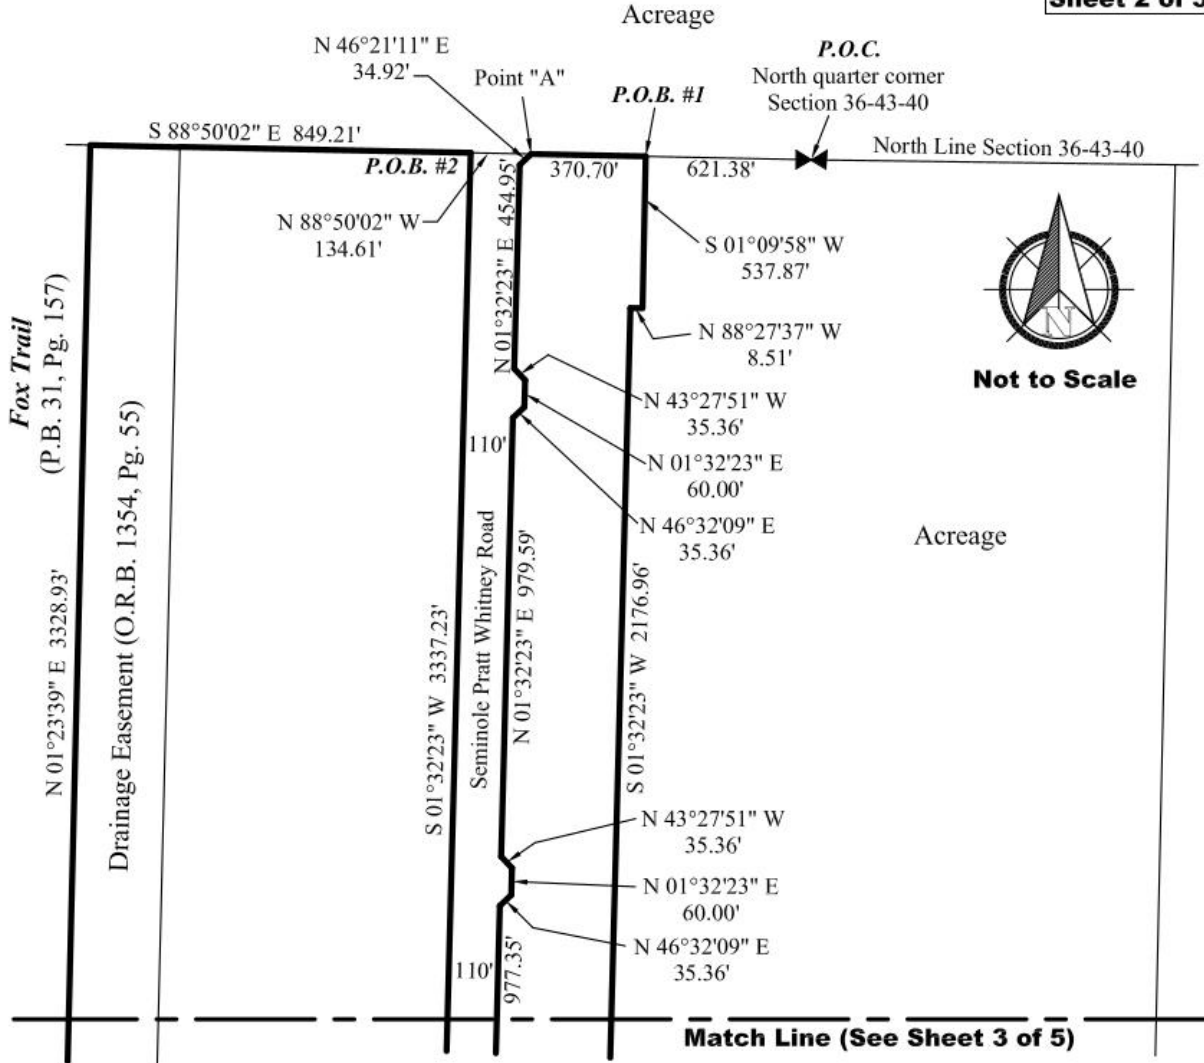 Sheet 2 of 5
Acreage
N 46°21'11" E
34.92'
Point "A"
P.O.C.
North quarter corner
Section 36-43-40
P.O.B. #1
S 88°50'02" E 849.21'
P.O.B. #2
370.70'
621.38'
North Line Section 36-43-40
N 88°50'02" W
134.61'
N 01°32'23" E 454.95'
S 01°09'58" W
537.87'
N 88°27'37" W
8.51'
N
Not to Scale
Fox Trail
(P.B. 31, Pg. 157)
Drainage Easement (O.R.B. 1354, Pg. 55)
N 43°27'51" W
35.36'
110'
N 01°32'23" E
60.00'
N 46°32'09" E
35.36'
Acreage
N 01°23'39" E 3328.93'
S 01°32'23" W 3337.23'
Seminole Pratt Whitney Road
N 01°32'23" E 979.59'
S 01°32'23" W 2176.96'
N 43°27'51" W
35.36'
N 01°32'23" E
60.00'
N 46°32'09" E
35.36'
110'
977.35'
Match Line (See Sheet 3 of 5)